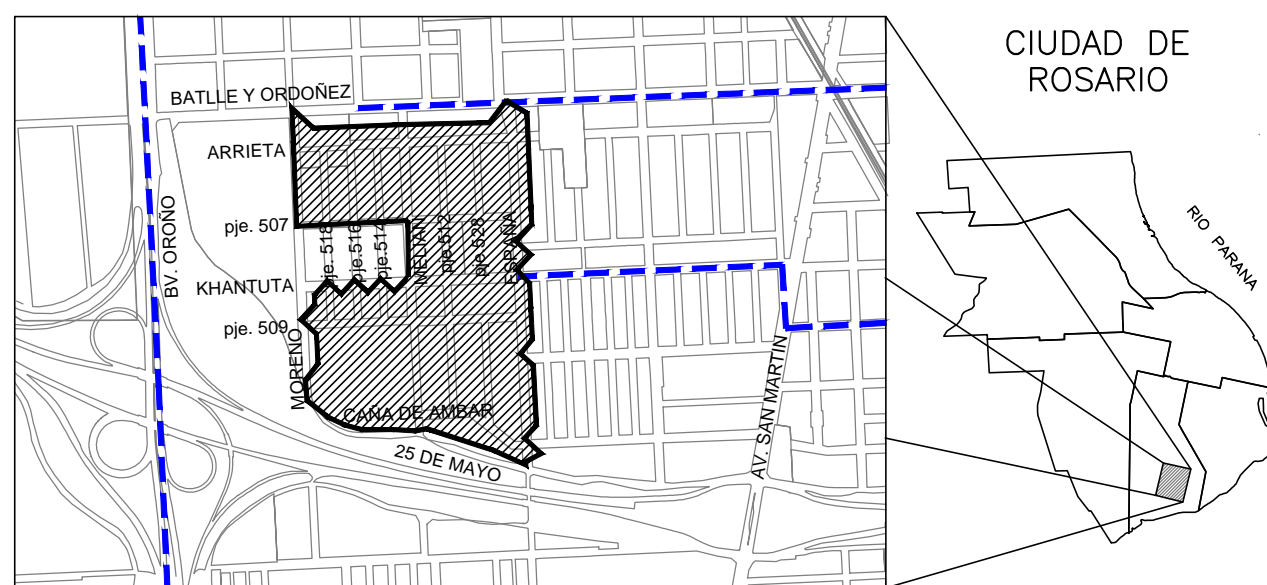 CIUDAD DE
ROSARIO
BATLLE Y ORDOÑEZ
ARRIETA
BV. OROÑO
pje. 507
pje.. 518
pje.516
pje.514
MELIAN
pje.512
pje.528
ESPAÑA
RIO PARANA
KHANTUTA
pje. 509
MORENO
CAÑA DE AMBAR
25 DE MAYO
AV. SAN MARTIN